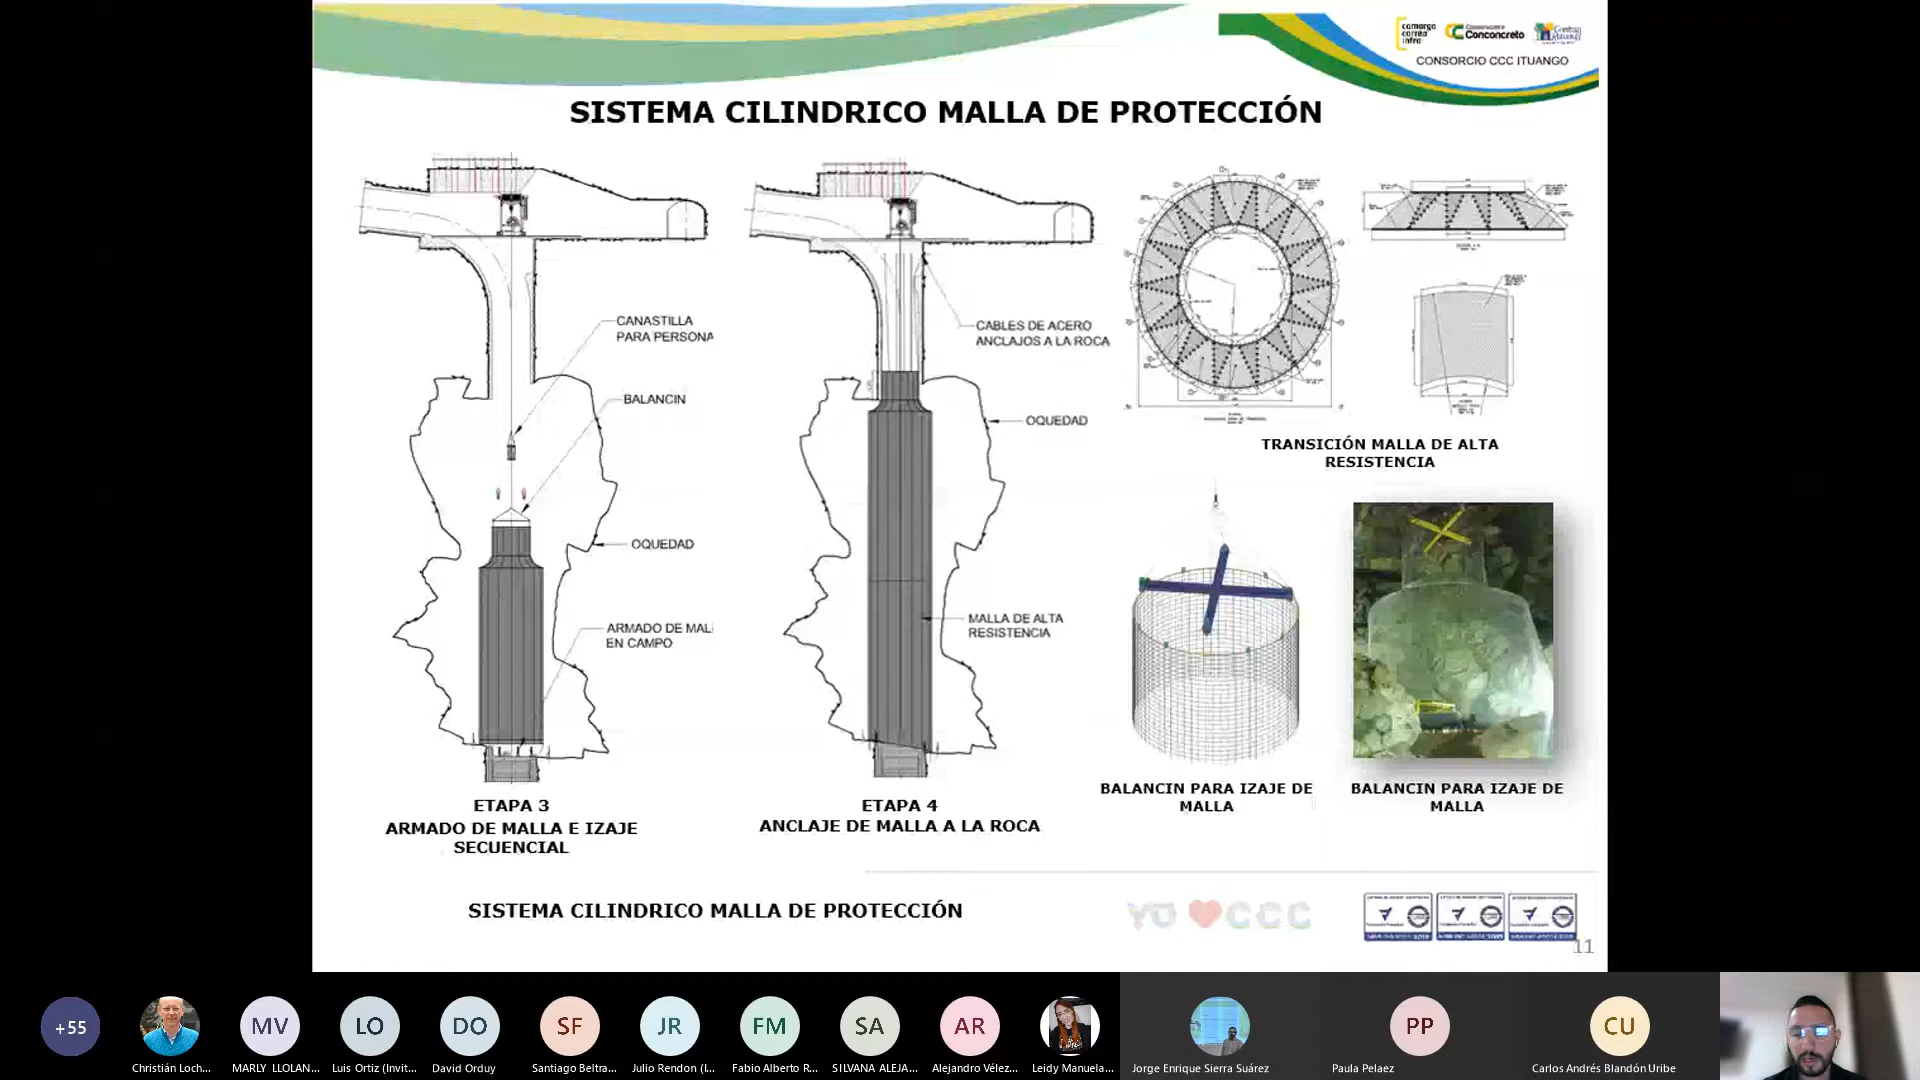 camargo
corrêa
infra
Constructora
Conconcreto
CONSORCIO CCC ITUANGO
SISTEMA CILINDRICO MALLA DE PROTECCIÓN
CANASTILLA
PARA PERSONA
BALANCIN
OQUEDAD
ARMADO DE MAL
EN CAMPO
ETAPA 3
ARMADO DE MALLA E IZAJE
SECUENCIAL
CABLES DE ACERO
ANCLAJOS A LA ROCA
OQUEDAD
MALLA DE ALTA
RESISTENCIA
ETAPA 4
ANCLAJE DE MALLA A LA ROCA
TRANSICIÓN MALLA DE ALTA
RESISTENCIA
BALANCIN PARA IZAJE DE
MALLA
BALANCIN PARA IZAJE DE
MALLA
SISTEMA CILINDRICO MALLA DE PROTECCIÓN
YO CCC
11
+55
MV
LO
DO
SF
JR
FM
SA
AR
PP
CU
Christián Loch...
MARLY LLOLAN...
Luis Ortiz (Invit...
David Orduy
Santiago Beltra...
Julio Rendon (I...
Fabio Alberto R...
SILVANA ALEJA...
Alejandro Vélez...
Leidy Manuela...
Jorge Enrique Sierra Suárez
Paula Pelaez
Carlos Andrés Blandón Uribe